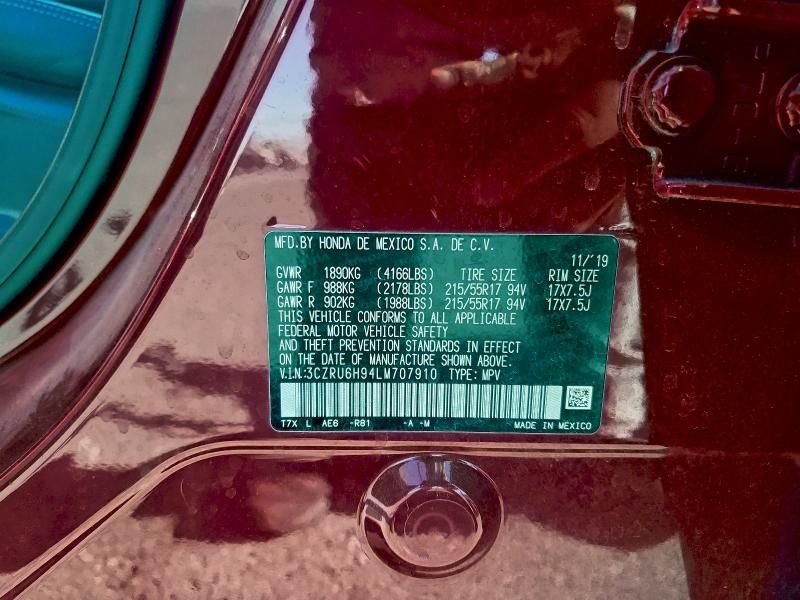 MFD. BY HONDA DE MEXICO S.A. DE C.V.
11/'19
GVWR 1890KG (4166LBS) TIRE SIZE RIM SIZE
GAWR F 988KG (2178LBS) 215/55R17 94V 17X7.5J
GAWR R 902KG (1988LBS) 215/55R17 94V 17X7.5J
THIS VEHICLE CONFORMS TO ALL APPLICABLE
FEDERAL MOTOR VEHICLE SAFETY
AND THEFT PREVENTION STANDARDS IN EFFECT
ON THE DATE OF MANUFACTURE SHOWN ABOVE.
V.I.N.:3CZRU6H94LM707910 TYPE: MPV
T7X L AE6 -R81 -A -M MADE IN MEXICO